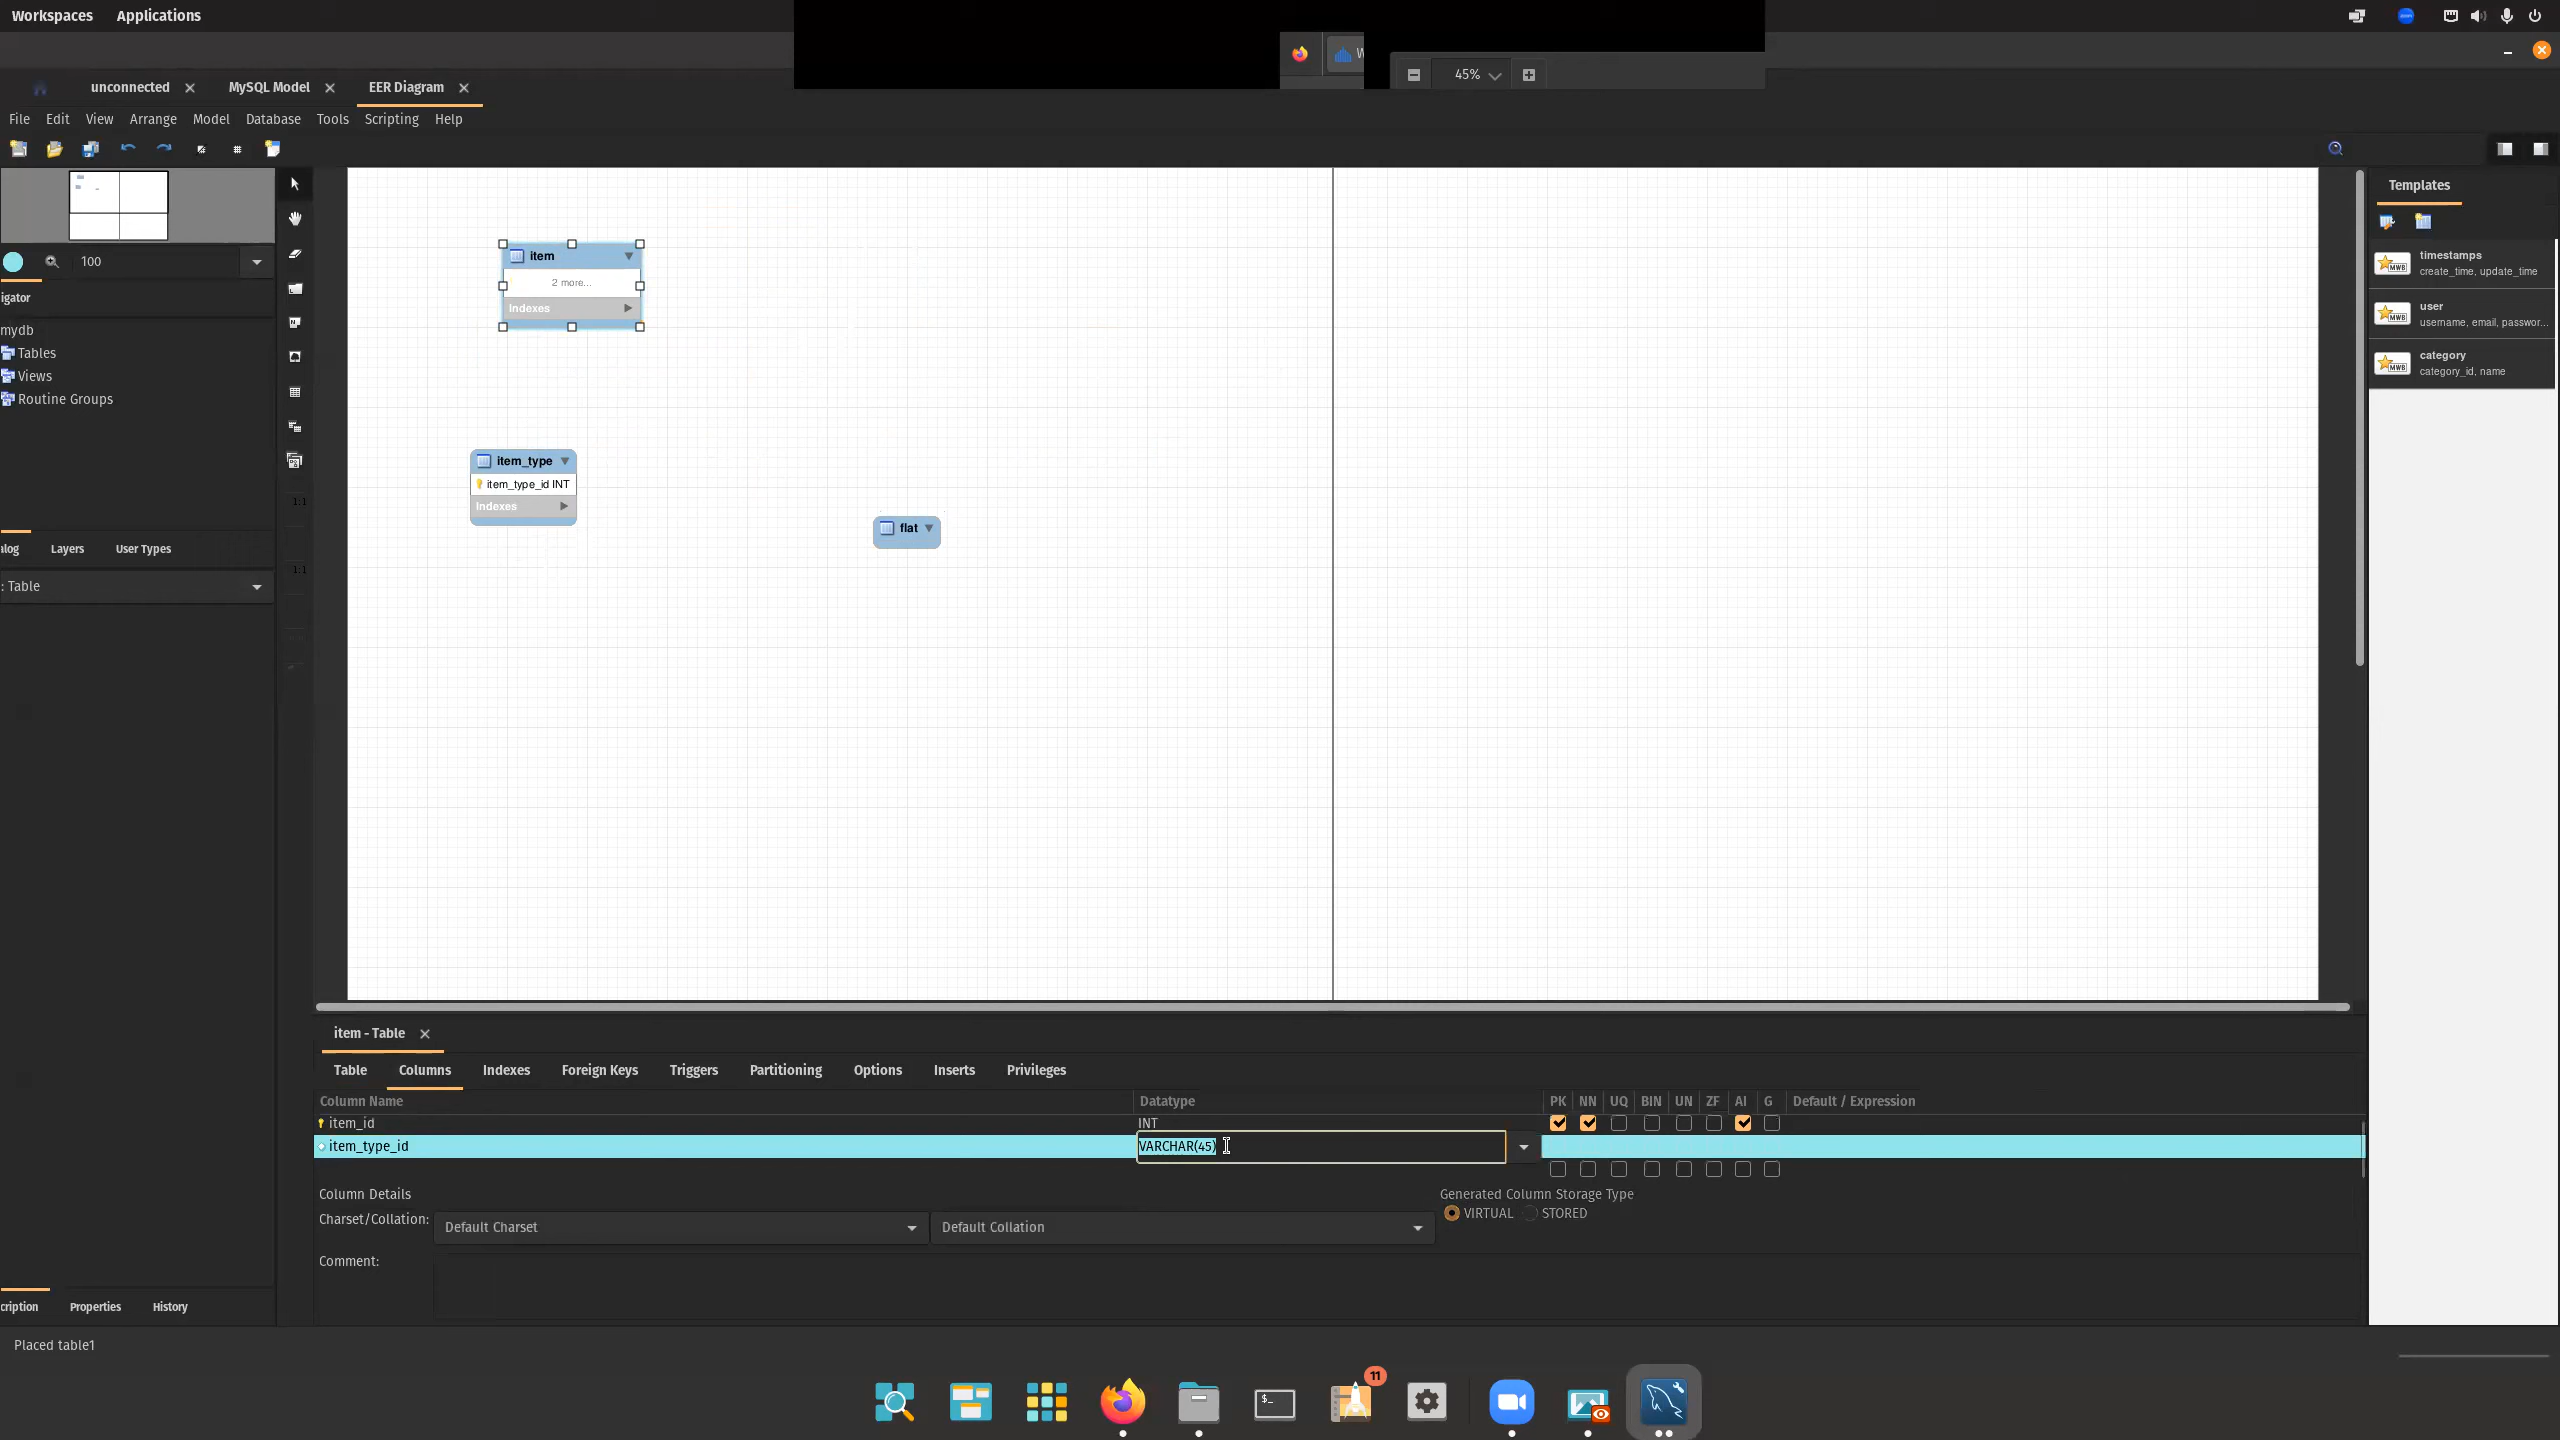 Workspaces Applications
45%
unconnected MySQL Model EER Diagram
File Edit View Arrange Model Database Tools Scripting Help
100
igator
mydb
Tables
Views
Routine Groups
alog Layers User Types
: Table
cription Properties History
Placed table1
item
2 more...
Indexes
item_type
item_type_id INT
Indexes
flat
Templates
timestamps
create_time, update_time
user
username, email, passwor...
category
category_id, name
item - Table
Table Columns Indexes Foreign Keys Triggers Partitioning Options Inserts Privileges
Column Name Datatype PK NN UQ BIN UN ZF AI G Default / Expression
item_id INT
item_type_id VARCHAR(45)
Column Details
Generated Column Storage Type
Charset/Collation: Default Charset Default Collation
VIRTUAL STORED
Comment:
11